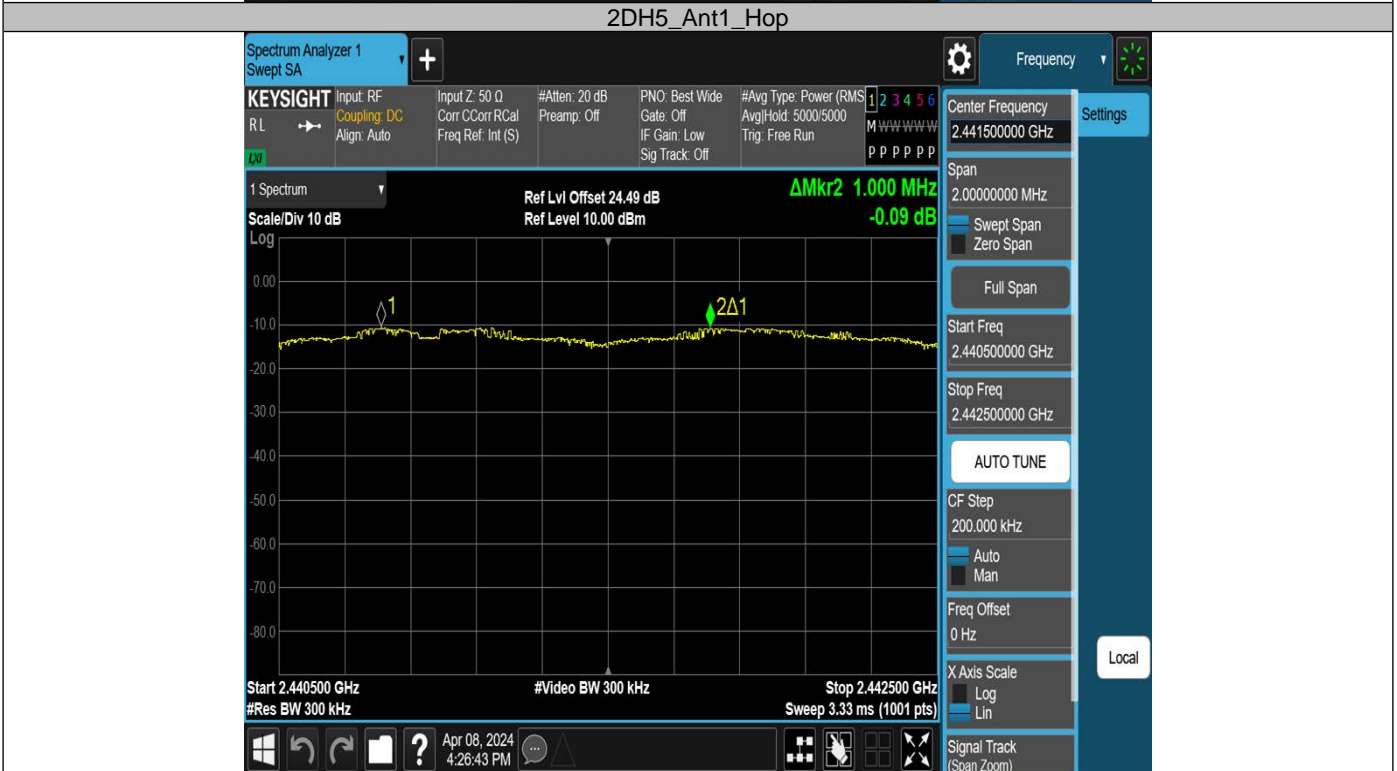 2DH5_Ant1_Hop
Spectrum Analyzer 1
Swept SA
+
Frequency
KEYSIGHT
RL
LXI
Input: RF
Coupling: DC
Align: Auto
Input Z: 50 Ω
Corr CCorr RCal
Freq Ref: Int (S)
#Atten: 20 dB
Preamp: Off
PNO: Best Wide
Gate: Off
IF Gain: Low
Sig Track: Off
#Avg Type: Power (RMS
Avg|Hold: 5000/5000
Trig: Free Run
1 2 3 4 5 6
M W W W W W
P P P P P P
Center Frequency
2.441500000 GHz
Settings
1 Spectrum
Scale/Div 10 dB
Log
Ref Lvl Offset 24.49 dB
Ref Level 10.00 dBm
ΔMkr2 1.000 MHz
-0.09 dB
0.00
-10.0
-20.0
-30.0
-40.0
-50.0
-60.0
-70.0
-80.0
1
2Δ1
Start 2.440500 GHz
#Res BW 300 kHz
#Video BW 300 kHz
Stop 2.442500 GHz
Sweep 3.33 ms (1001 pts)
Span
2.00000000 MHz
Swept Span
Zero Span
Full Span
Start Freq
2.440500000 GHz
Stop Freq
2.442500000 GHz
AUTO TUNE
CF Step
200.000 kHz
Auto
Man
Freq Offset
0 Hz
X Axis Scale
Log
Lin
Signal Track
(Span Zoom)
Local
?
Apr 08, 2024
4:26:43 PM